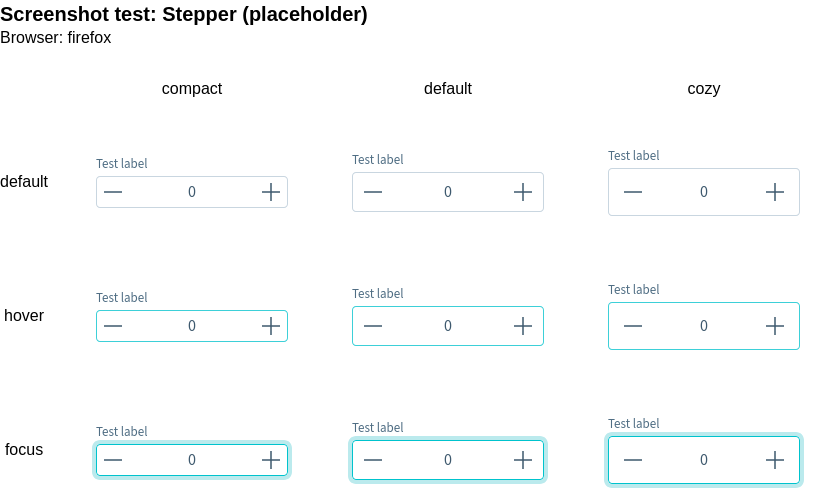 Screenshot test: Stepper (placeholder)
Browser: firefox
compact default cozy
Test label Test label Test label
default 0 0 0
Test label Test label Test label
hover 0 0 0
Test label Test label Test label
focus 0 0 0